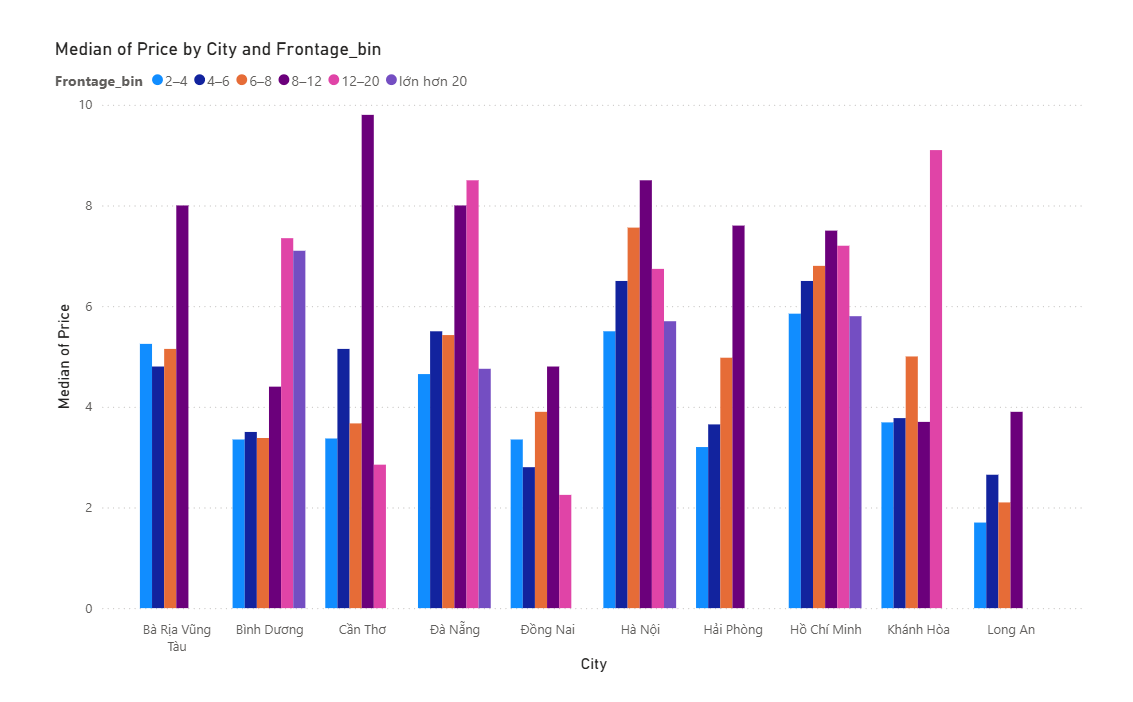 Median of Price by City and Frontage_bin
Frontage_bin 2–4 4–6 6–8 8–12 12–20 lớn hơn 20
10
8
6
4
2
0
Median of Price
Bà Rịa Vũng Tàu
Bình Dương
Cần Thơ
Đà Nẵng
Đồng Nai
Hà Nội
Hải Phòng
Hồ Chí Minh
Khánh Hòa
Long An
City